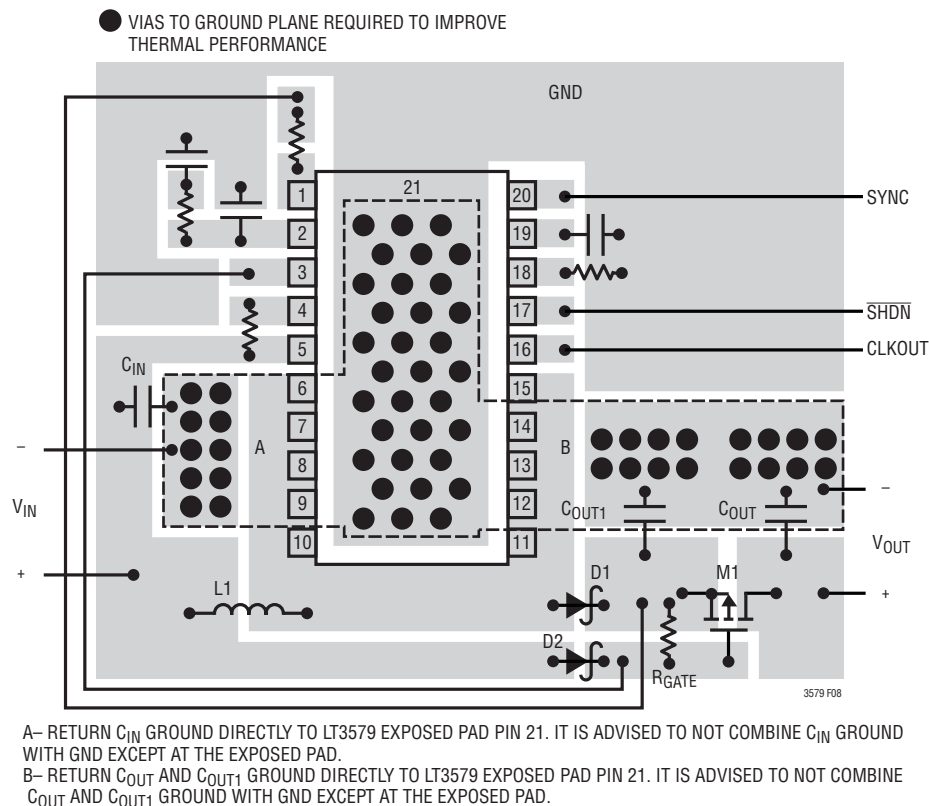 VIAS TO GROUND PLANE REQUIRED TO IMPROVE
THERMAL PERFORMANCE
GND
1
2
3
4
5
6
7
8
9
10
21
20
19
18
17
16
15
14
13
12
11
SYNC
SHDN
CLKOUT
CIN
A
B
–
VIN
+
L1
COUT1
COUT
–
VOUT
+
D1
M1
D2
RGATE
3579 F08
A– RETURN CIN GROUND DIRECTLY TO LT3579 EXPOSED PAD PIN 21. IT IS ADVISED TO NOT COMBINE CIN GROUND
WITH GND EXCEPT AT THE EXPOSED PAD.
B– RETURN COUT AND COUT1 GROUND DIRECTLY TO LT3579 EXPOSED PAD PIN 21. IT IS ADVISED TO NOT COMBINE
COUT AND COUT1 GROUND WITH GND EXCEPT AT THE EXPOSED PAD.